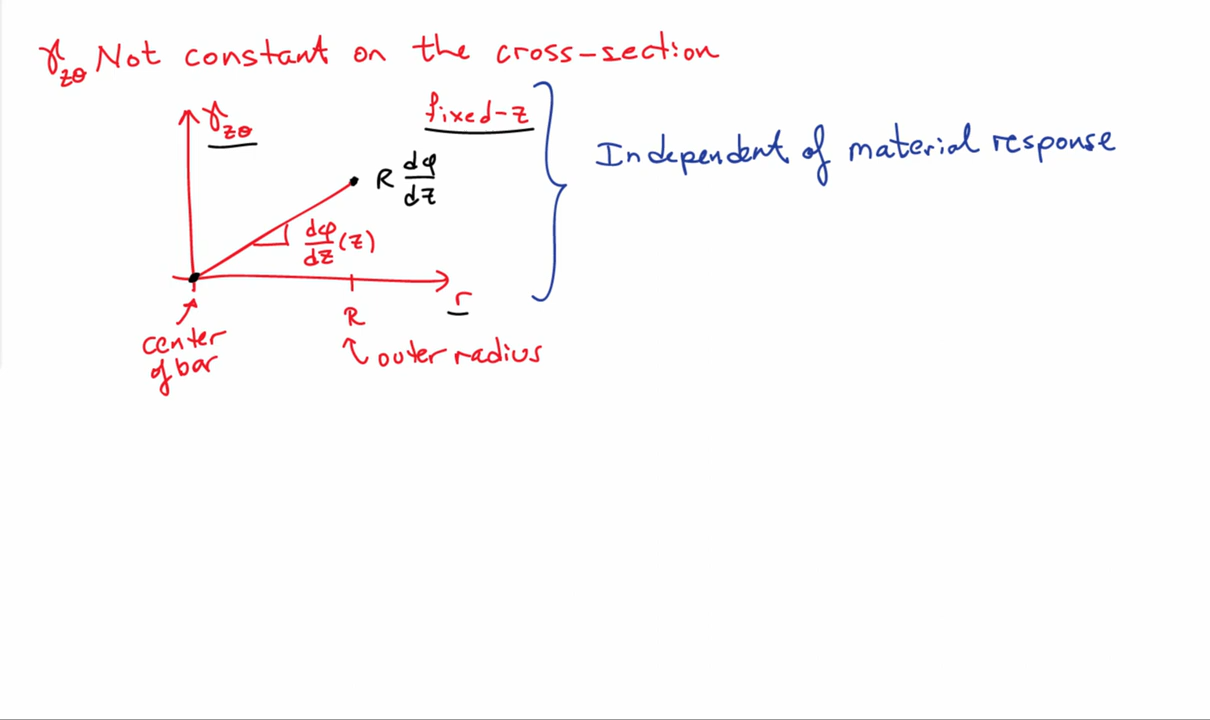 γzθ Not constant on the cross-section
γzθ
fixed-z
Independent of material response
R dφ/dz
dφ/dz (z)
R
r
center
of bar
outer radius